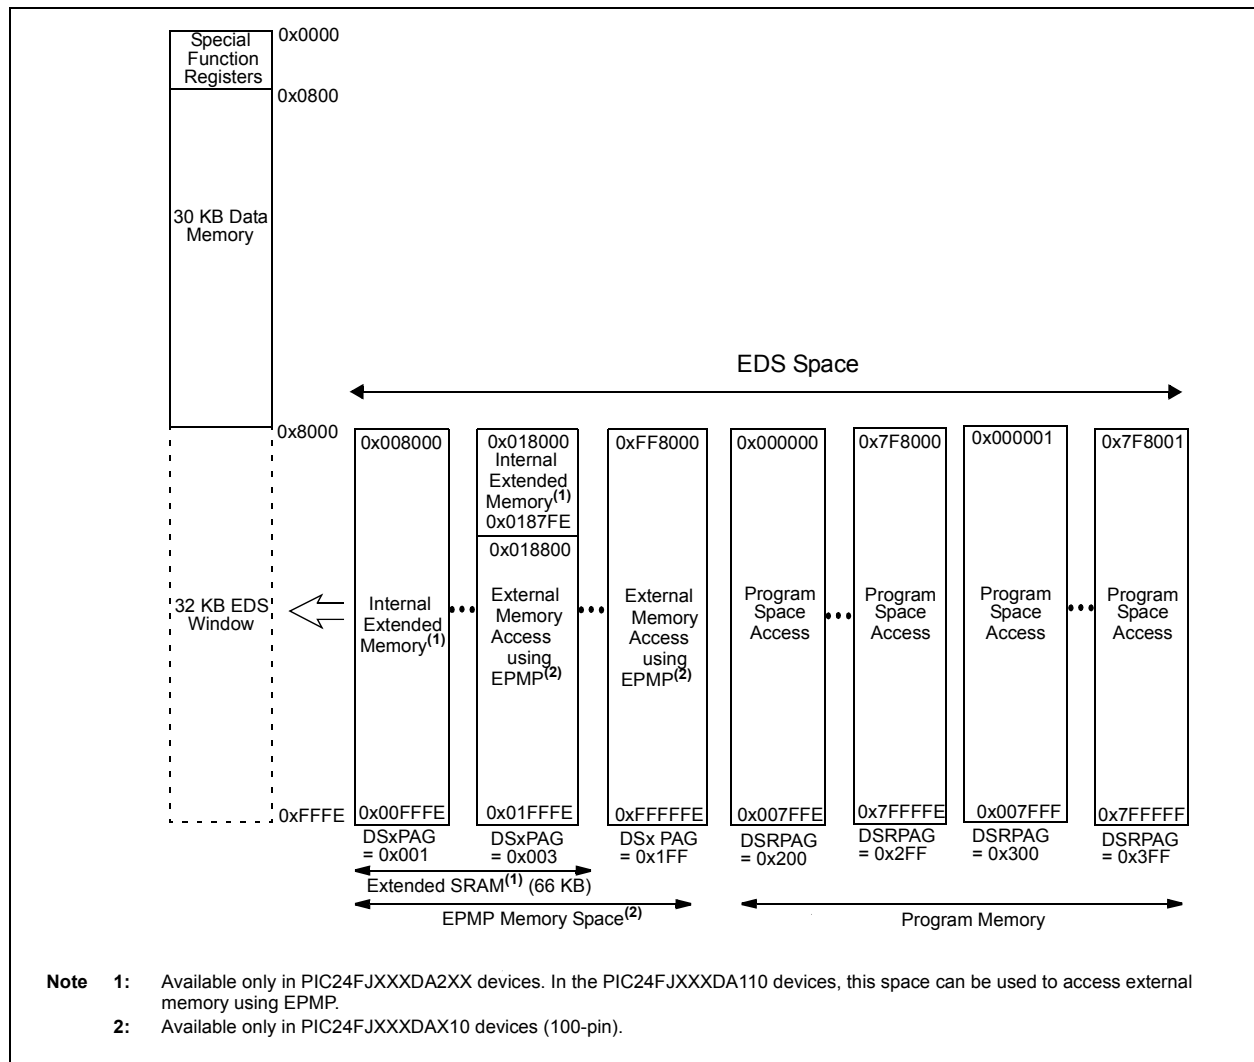 Special
Function
Registers
0x0000
0x0800
30 KB Data
Memory
EDS Space
0x8000
32 KB EDS
Window
0xFFFE
0x008000
Internal
Extended
Memory(1)
0x00FFFE
DSxPAG
= 0x001
0x018000
Internal
Extended
Memory(1)
0x0187FE
0x018800
External
Memory
Access
using
EPMP(2)
0x01FFFE
DSxPAG
= 0x003
0xFF8000
External
Memory
Access
using
EPMP(2)
0xFFFFFE
DSx PAG
= 0x1FF
0x000000
Program
Space
Access
0x007FFE
DSRPAG
= 0x200
0x7F8000
Program
Space
Access
0x7FFFFE
DSRPAG
= 0x2FF
0x000001
Program
Space
Access
0x007FFF
DSRPAG
= 0x300
0x7F8001
Program
Space
Access
0x7FFFFF
DSRPAG
= 0x3FF
Extended SRAM(1) (66 KB)
EPMP Memory Space(2)
Program Memory
Note 1: Available only in PIC24FJXXXDA2XX devices. In the PIC24FJXXXDA110 devices, this space can be used to access external
memory using EPMP.
2: Available only in PIC24FJXXXDAX10 devices (100-pin).